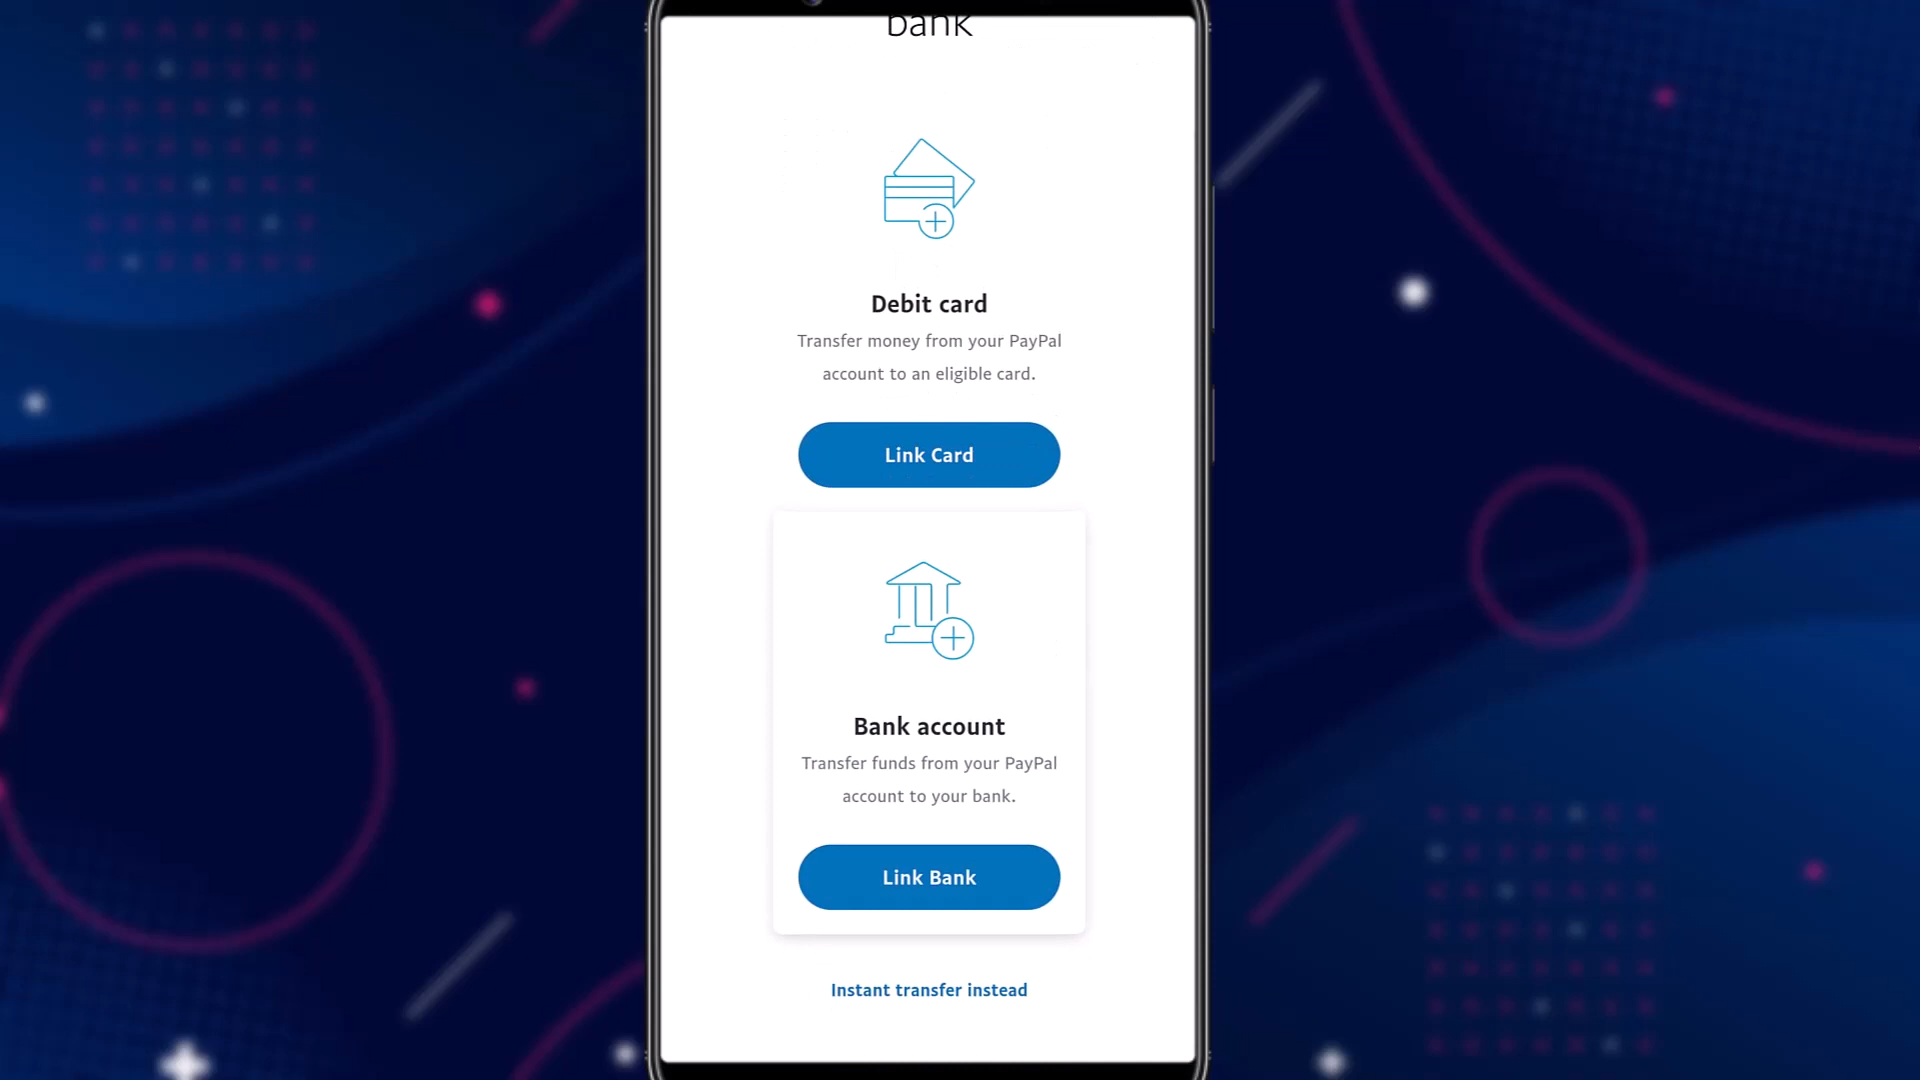 bank
Debit card
Transfer money from your PayPal
account to an eligible card.
Link Card
Bank account
Transfer funds from your PayPal
account to your bank.
Link Bank
Instant transfer instead